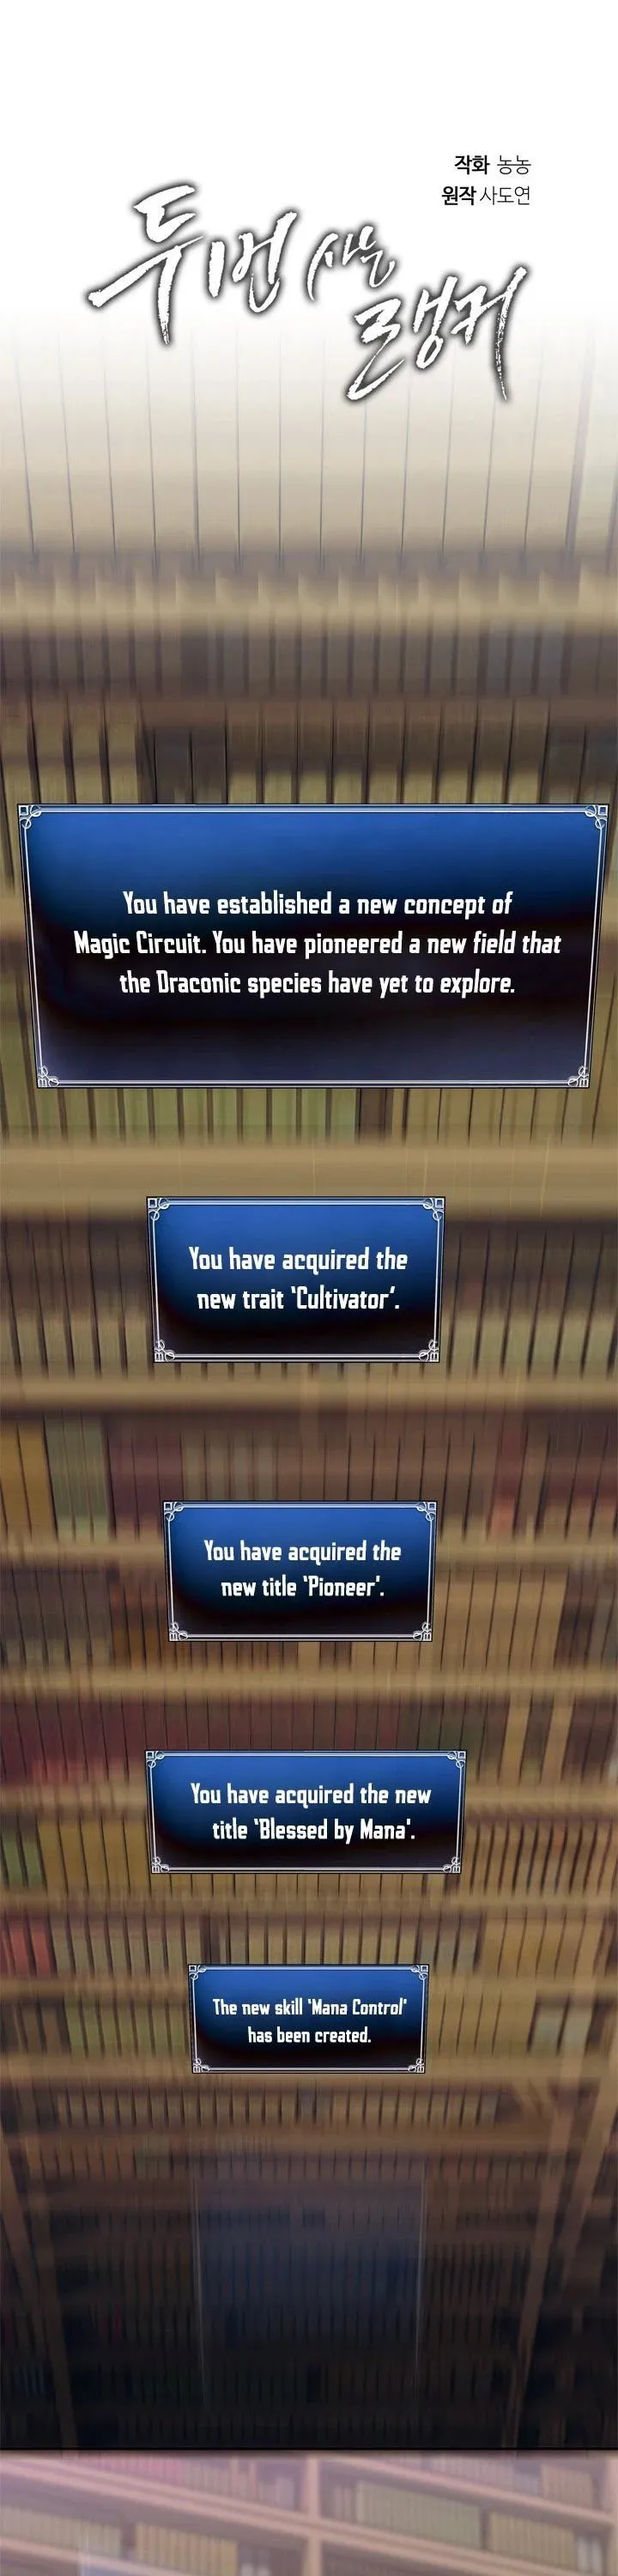 작화 농농
원작 사도연
두 번 사는
랭커
You have established a new concept of
Magic Circuit. You have pioneered a new field that
the Draconic species have yet to explore.
You have acquired the
new trait 'Cultivator'.
You have acquired the
new title 'Pioneer'.
You have acquired the new
title 'Blessed by Mana'.
The new skill 'Mana Control'
has been created.